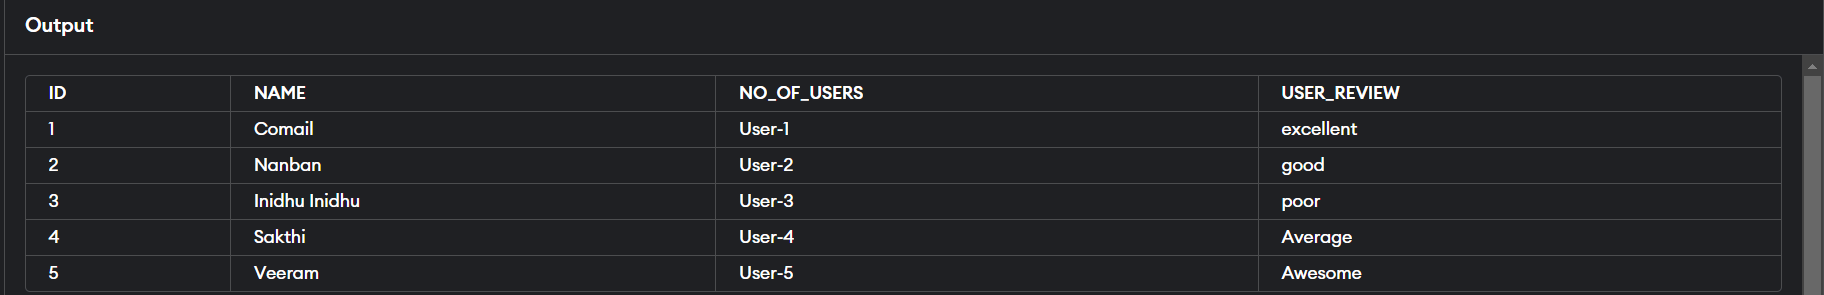 Output
ID NAME NO_OF_USERS USER_REVIEW
1 Comail User-1 excellent
2 Nanban User-2 good
3 Inidhu Inidhu User-3 poor
4 Sakthi User-4 Average
5 Veeram User-5 Awesome